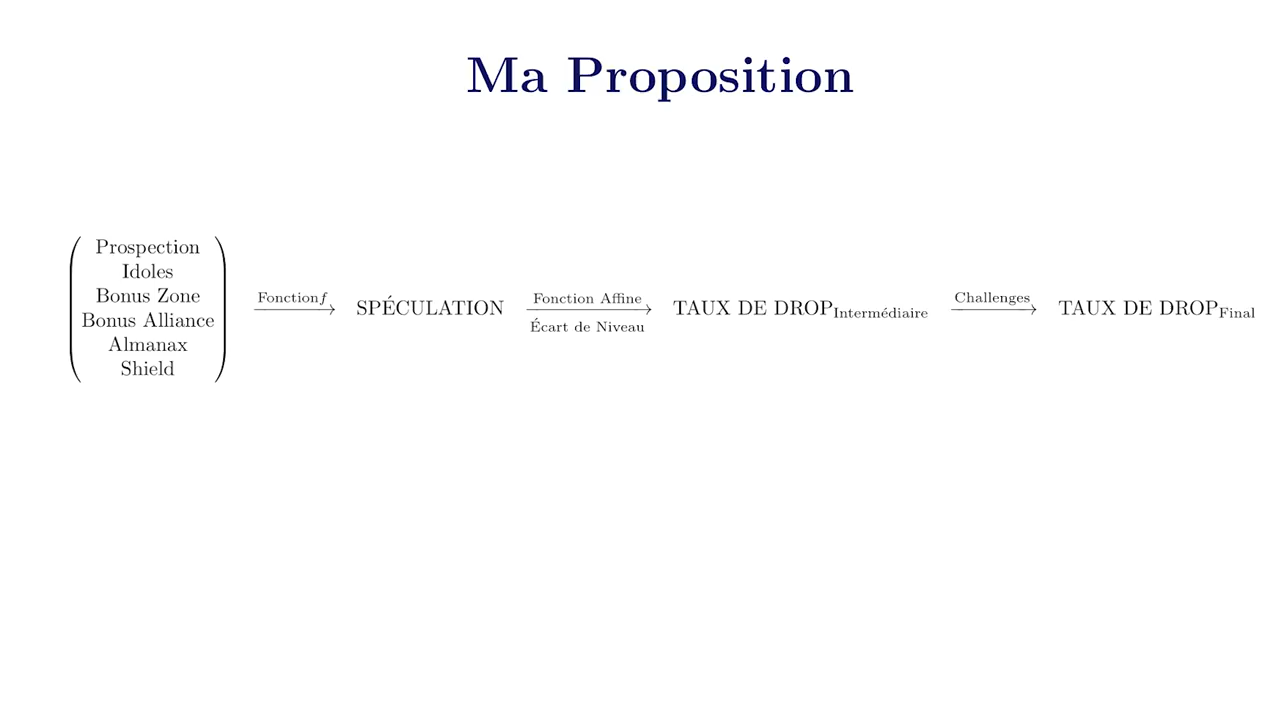 Ma Proposition
Prospection
Idoles
Bonus Zone
Bonus Alliance
Almanax
Shield
Fonctionf
SPÉCULATION
Fonction Affine
Écart de Niveau
TAUX DE DROP Intermédiaire
Challenges
TAUX DE DROP Final